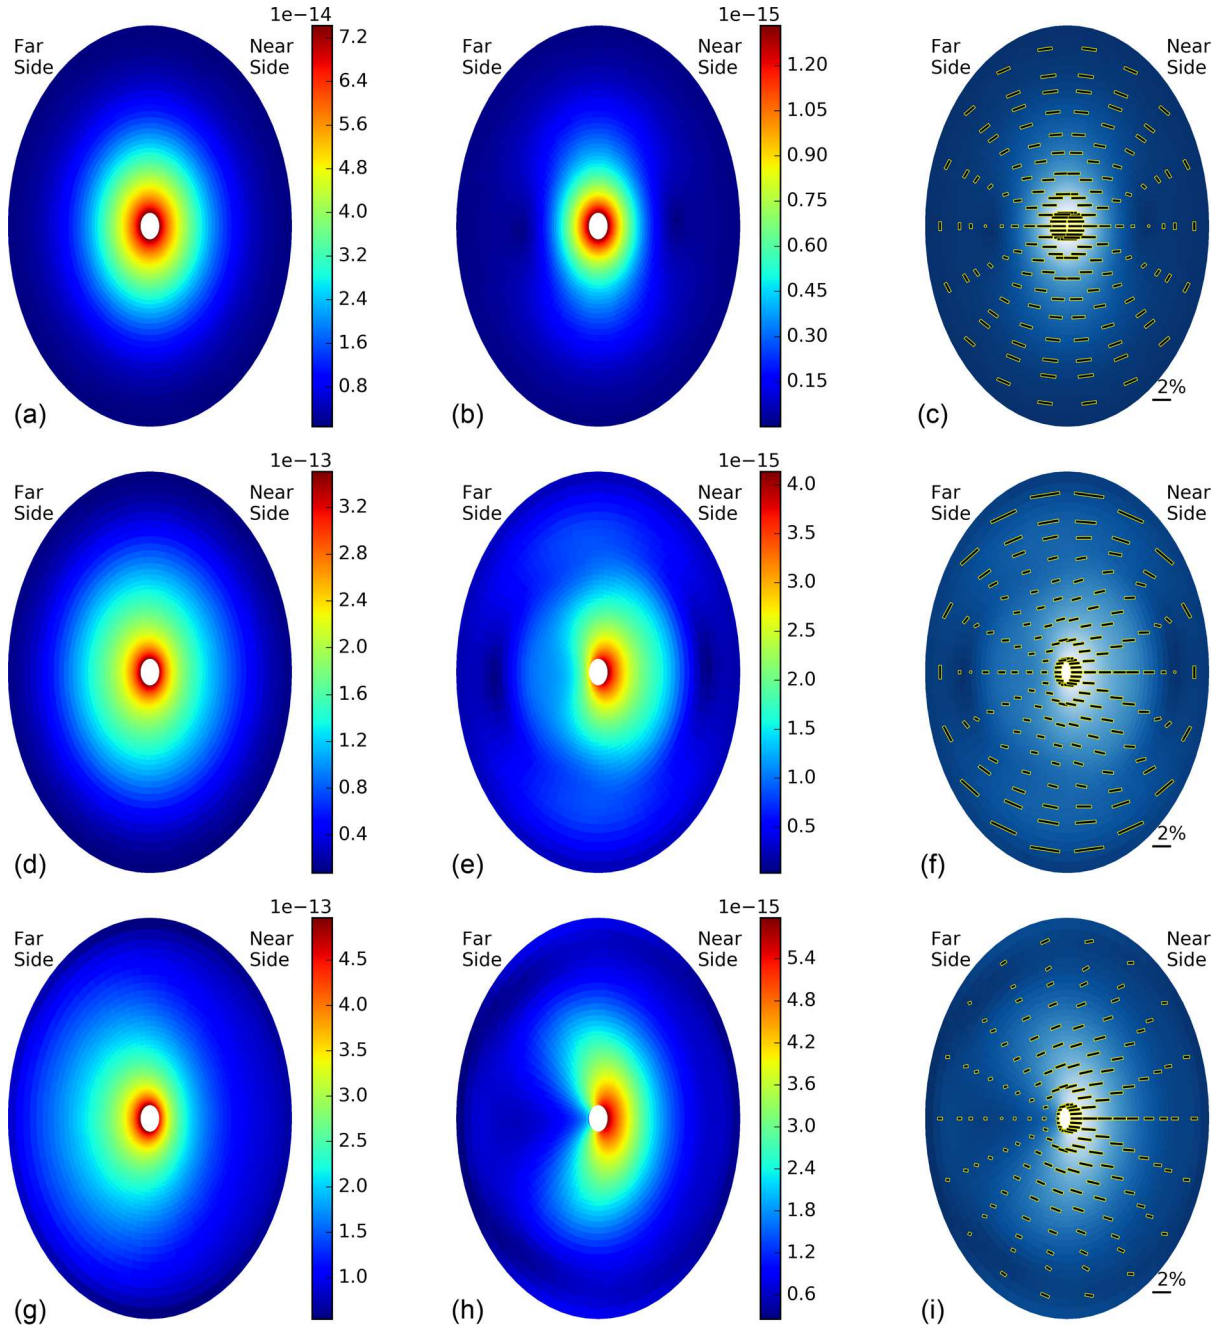 1e−14
Far
Side
Near
Side
7.2
6.4
5.6
4.8
4.0
3.2
2.4
1.6
0.8
(a)
1e−15
Far
Side
Near
Side
1.20
1.05
0.90
0.75
0.60
0.45
0.30
0.15
(b)
Far
Side
Near
Side
2%
(c)
1e−13
Far
Side
Near
Side
3.2
2.8
2.4
2.0
1.6
1.2
0.8
0.4
(d)
1e−15
Far
Side
Near
Side
4.0
3.5
3.0
2.5
2.0
1.5
1.0
0.5
(e)
Far
Side
Near
Side
2%
(f)
1e−13
Far
Side
Near
Side
4.5
4.0
3.5
3.0
2.5
2.0
1.5
1.0
(g)
1e−15
Far
Side
Near
Side
5.4
4.8
4.2
3.6
3.0
2.4
1.8
1.2
0.6
(h)
Far
Side
Near
Side
2%
(i)